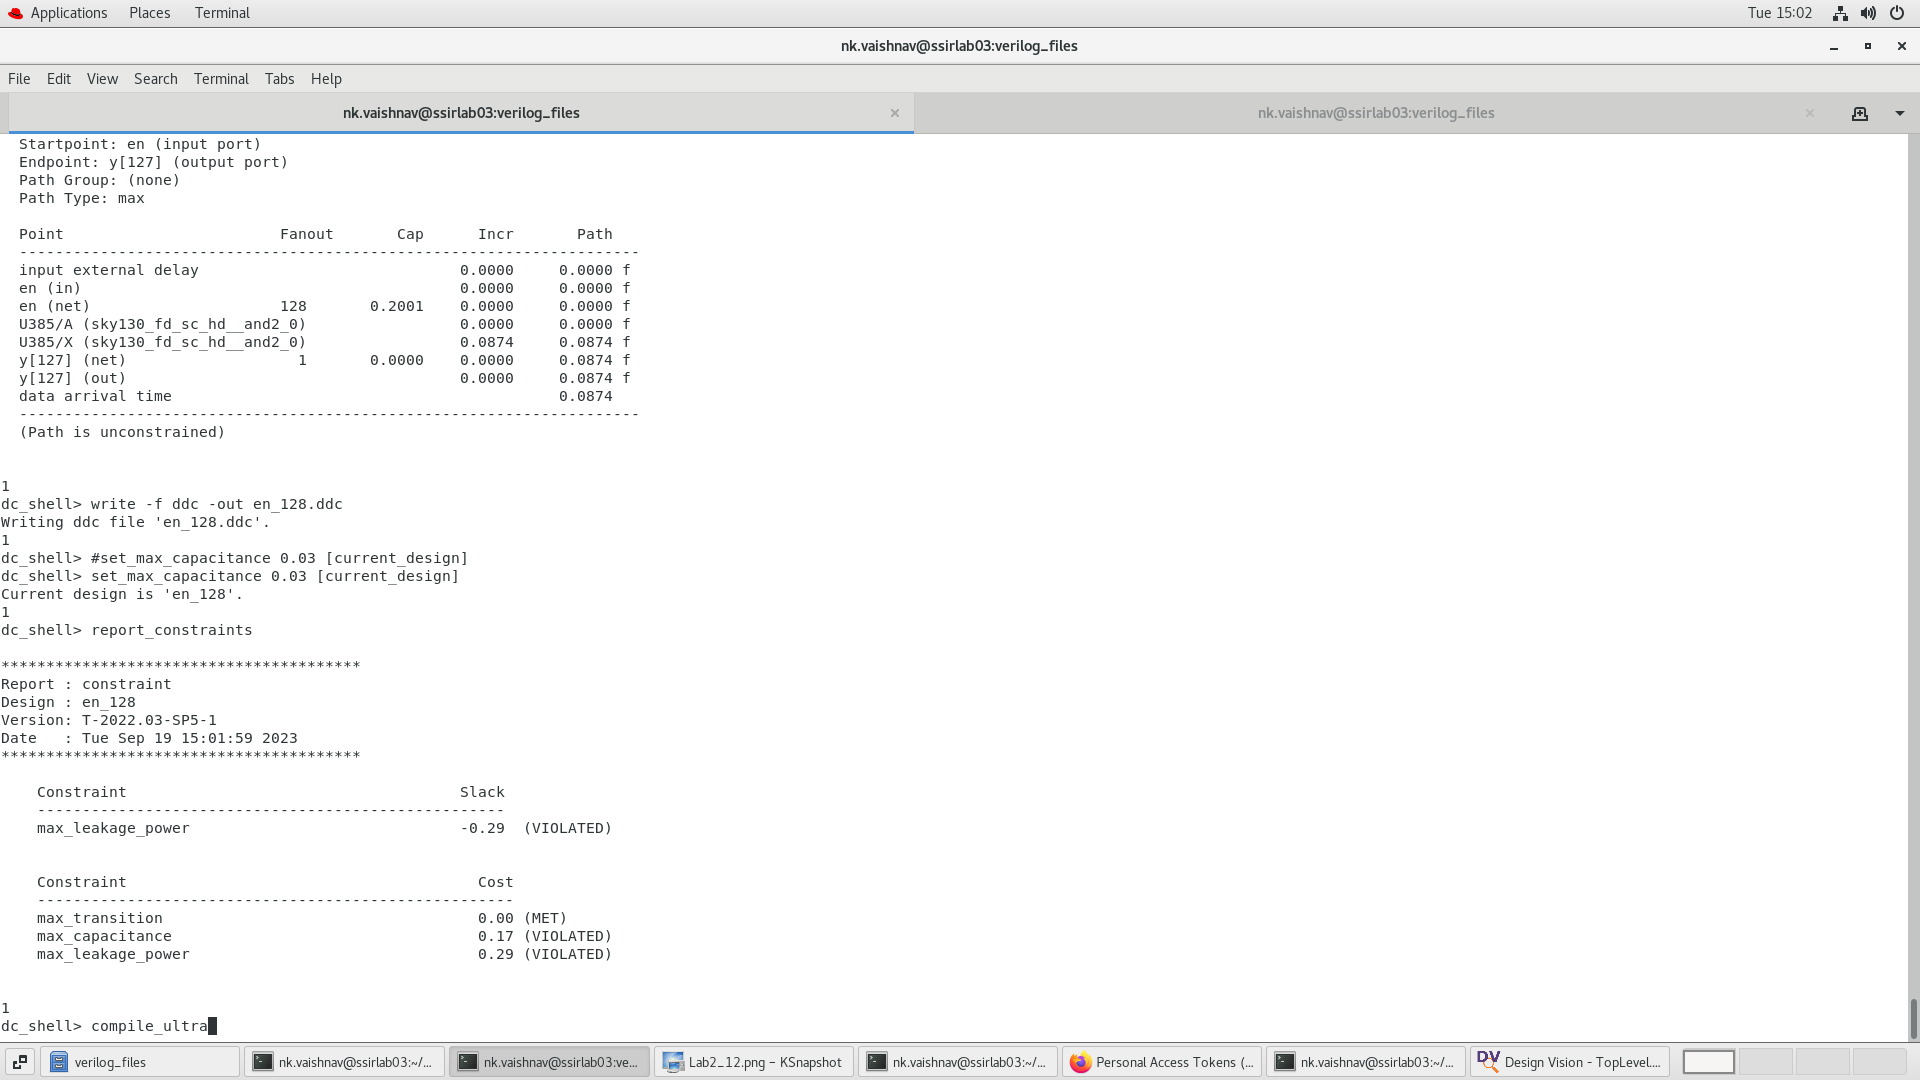 Applications Places Terminal Tue 15:02
nk.vaishnav@ssirlab03:verilog_files
File Edit View Search Terminal Tabs Help
nk.vaishnav@ssirlab03:verilog_files × nk.vaishnav@ssirlab03:verilog_files ×
Startpoint: en (input port)
Endpoint: y[127] (output port)
Path Group: (none)
Path Type: max
Point Fanout Cap Incr Path
---------------------------------------------------------------------
input external delay 0.0000 0.0000 f
en (in) 0.0000 0.0000 f
en (net) 128 0.2001 0.0000 0.0000 f
U385/A (sky130_fd_sc_hd__and2_0) 0.0000 0.0000 f
U385/X (sky130_fd_sc_hd__and2_0) 0.0874 0.0874 f
y[127] (net) 1 0.0000 0.0000 0.0874 f
y[127] (out) 0.0000 0.0874 f
data arrival time 0.0874
---------------------------------------------------------------------
(Path is unconstrained)
1
dc_shell> write -f ddc -out en_128.ddc
Writing ddc file 'en_128.ddc'.
1
dc_shell> #set_max_capacitance 0.03 [current_design]
dc_shell> set_max_capacitance 0.03 [current_design]
Current design is 'en_128'.
1
dc_shell> report_constraints
****************************************
Report : constraint
Design : en_128
Version: T-2022.03-SP5-1
Date : Tue Sep 19 15:01:59 2023
****************************************
Constraint Slack
----------------------------------------------------
max_leakage_power -0.29 (VIOLATED)
Constraint Cost
-----------------------------------------------------
max_transition 0.00 (MET)
max_capacitance 0.17 (VIOLATED)
max_leakage_power 0.29 (VIOLATED)
1
dc_shell> compile_ultra
verilog_files nk.vaishnav@ssirlab03:~/... nk.vaishnav@ssirlab03:ve... Lab2_12.png – KSnapshot nk.vaishnav@ssirlab03:~/... Personal Access Tokens (... nk.vaishnav@ssirlab03:~/... DV Design Vision - TopLevel....